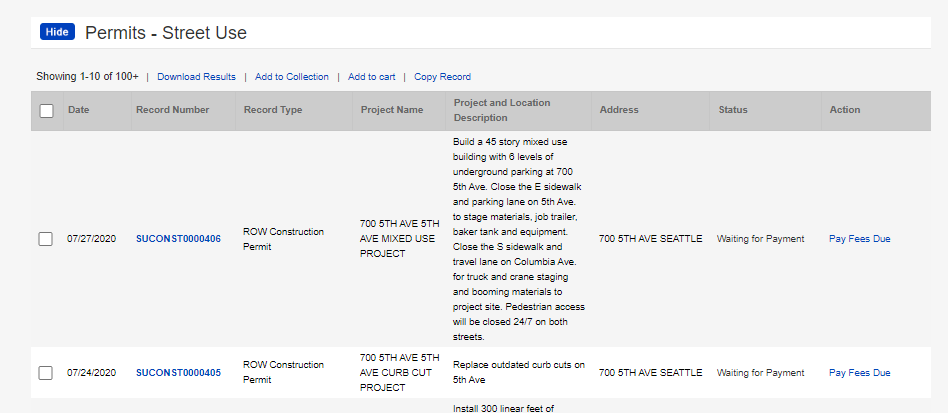 Hide Permits - Street Use
Showing 1-10 of 100+ | Download Results | Add to Collection | Add to cart | Copy Record
Date Record Number Record Type Project Name Project and Location Description Address Status Action
07/27/2020
SUCONST0000406
ROW Construction
Permit
700 5TH AVE 5TH
AVE MIXED USE
PROJECT
Build a 45 story mixed use
building with 6 levels of
underground parking at 700
5th Ave. Close the E sidewalk
and parking lane on 5th Ave.
to stage materials, job trailer,
baker tank and equipment.
Close the S sidewalk and
travel lane on Columbia Ave.
for truck and crane staging
and booming materials to
project site. Pedestrian access
will be closed 24/7 on both
streets.
700 5TH AVE SEATTLE
Waiting for Payment
Pay Fees Due
07/24/2020
SUCONST0000405
ROW Construction
Permit
700 5TH AVE 5TH
AVE CURB CUT
PROJECT
Replace outdated curb cuts on
5th Ave
700 5TH AVE SEATTLE
Waiting for Payment
Pay Fees Due
Install 300 linear feet of